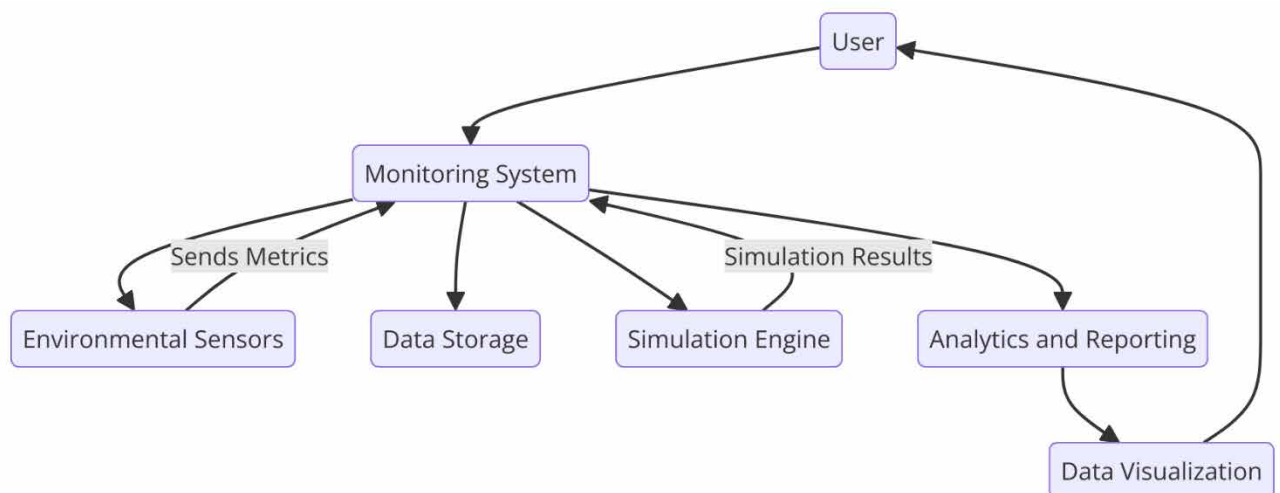 User
Monitoring System
Sends Metrics
Simulation Results
Environmental Sensors
Data Storage
Simulation Engine
Analytics and Reporting
Data Visualization